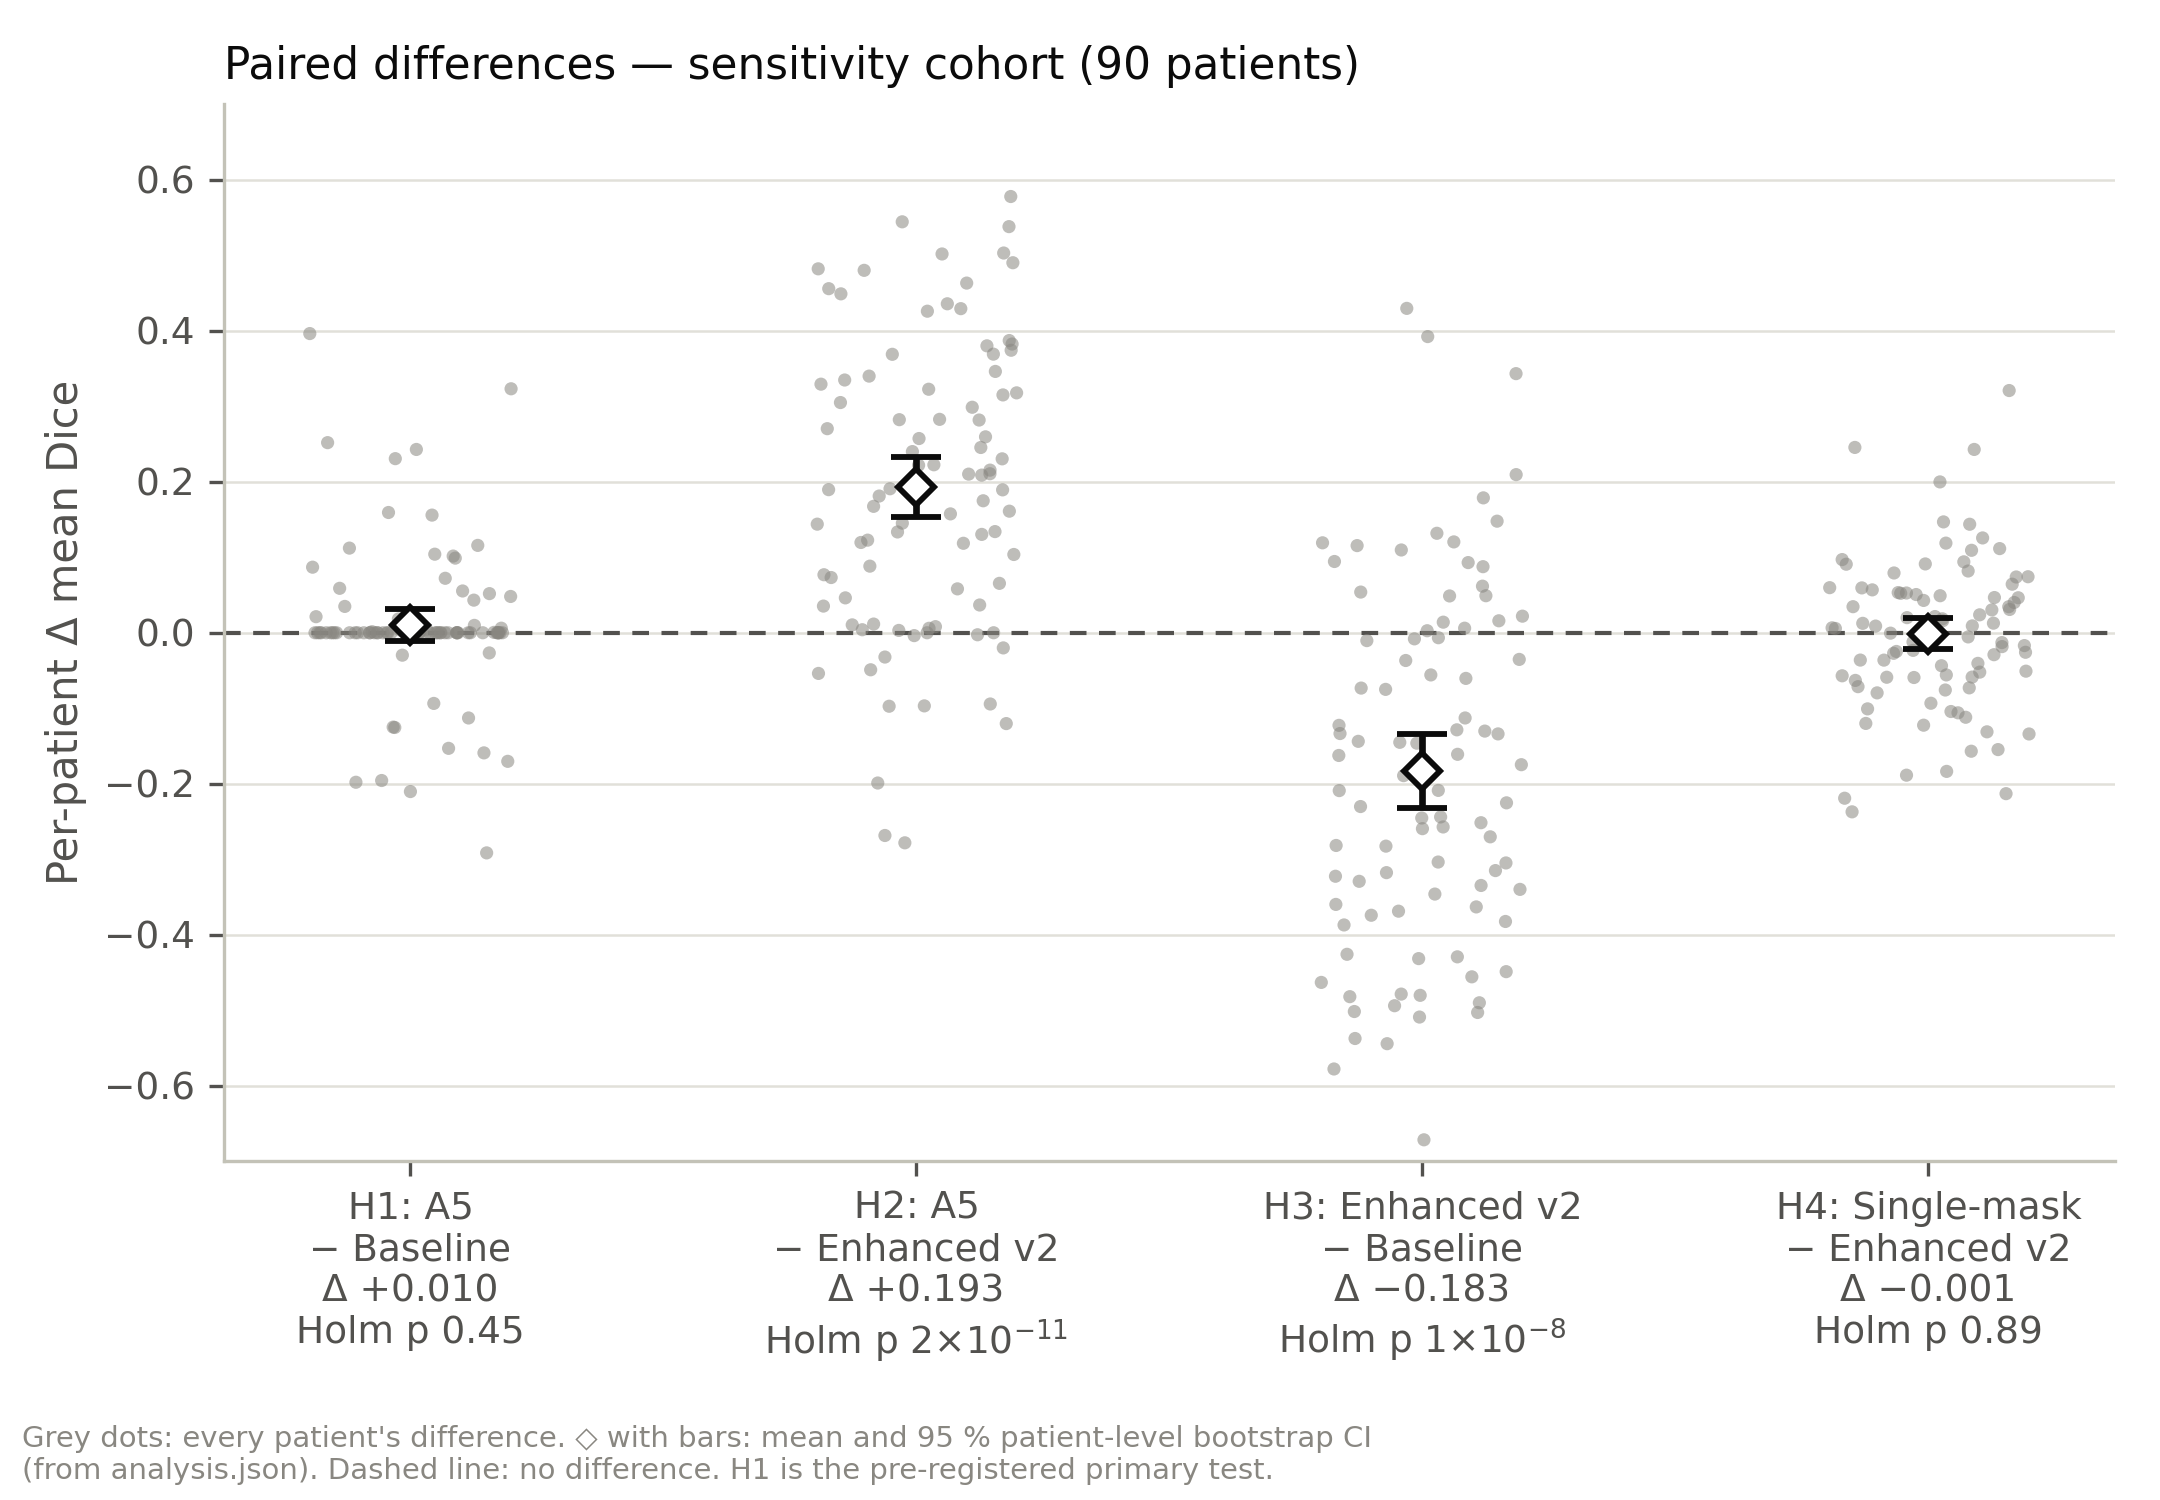 Paired differences — sensitivity cohort (90 patients)
Per-patient Δ mean Dice
0.6
0.4
0.2
0.0
−0.2
−0.4
−0.6
H1: A5
− Baseline
Δ +0.010
Holm p 0.45
H2: A5
− Enhanced v2
Δ +0.193
Holm p 2×10⁻¹¹
H3: Enhanced v2
− Baseline
Δ −0.183
Holm p 1×10⁻⁸
H4: Single-mask
− Enhanced v2
Δ −0.001
Holm p 0.89
Grey dots: every patient's difference. ◇ with bars: mean and 95 % patient-level bootstrap CI
(from analysis.json). Dashed line: no difference. H1 is the pre-registered primary test.